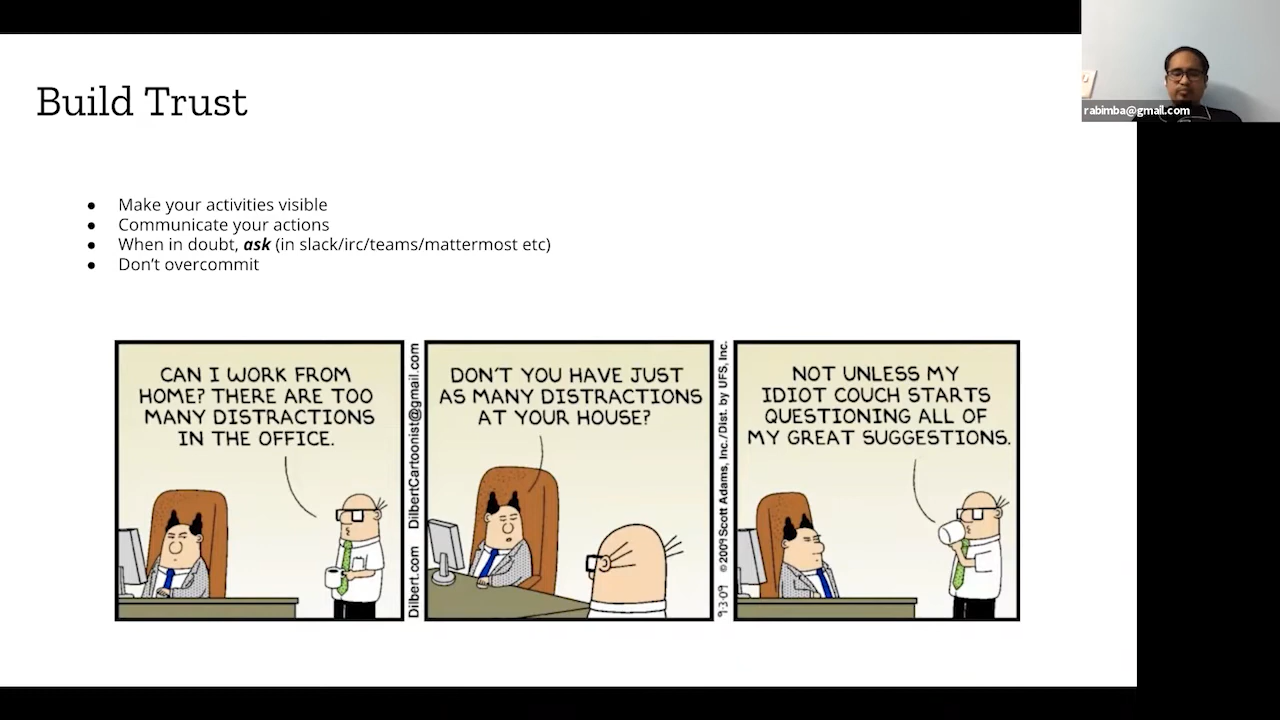 Build Trust
rabimba@gmail.com
● Make your activities visible
● Communicate your actions
● When in doubt, ask (in slack/irc/teams/mattermost etc)
● Don’t overcommit
CAN I WORK FROM
HOME? THERE ARE TOO
MANY DISTRACTIONS
IN THE OFFICE.
Dilbert.com DilbertCartoonist@gmail.com
DON'T YOU HAVE JUST
AS MANY DISTRACTIONS
AT YOUR HOUSE?
9-3-09 ©2009 Scott Adams, Inc./Dist. by UFS, Inc.
NOT UNLESS MY
IDIOT COUCH STARTS
QUESTIONING ALL OF
MY GREAT SUGGESTIONS.